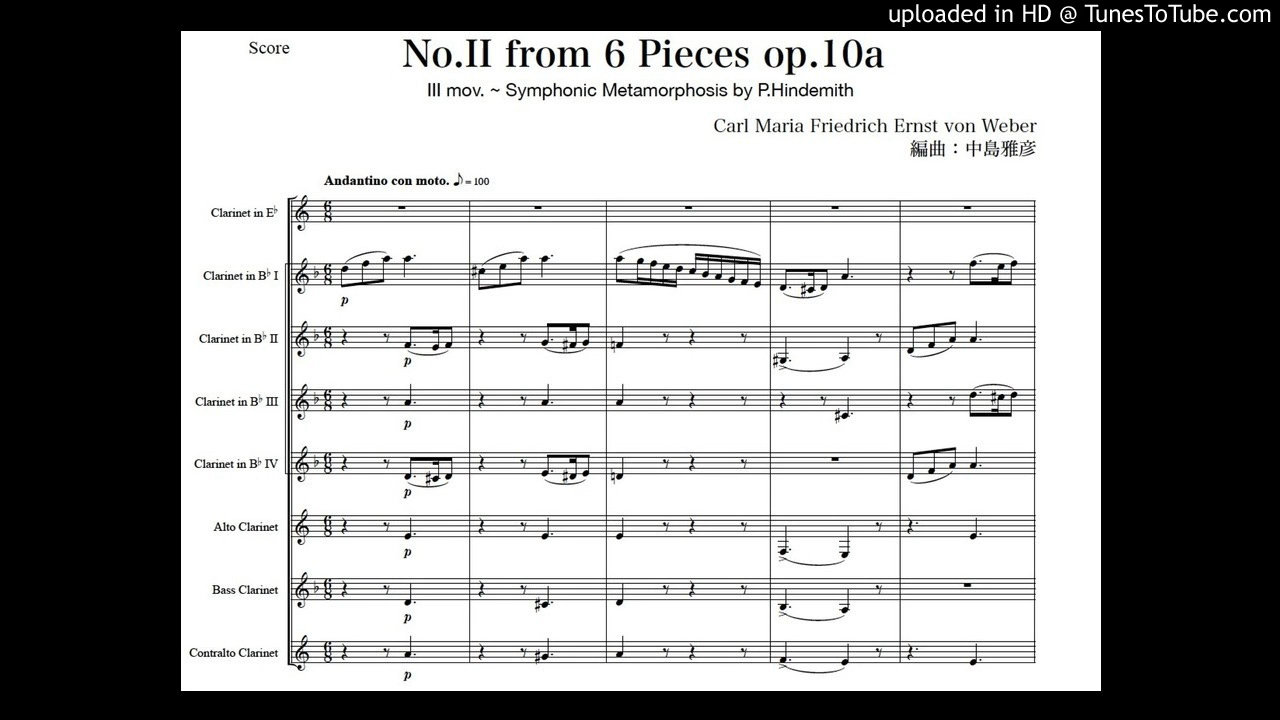 uploaded in HD @ TunesToTube.com
Score
No.II from 6 Pieces op.10a
III mov. ~ Symphonic Metamorphosis by P.Hindemith
Carl Maria Friedrich Ernst von Weber
編曲：中島雅彦
Andantino con moto. ♪= 100
Clarinet in E♭
Clarinet in B♭ I
p
Clarinet in B♭ II
p
Clarinet in B♭ III
p
Clarinet in B♭ IV
p
Alto Clarinet
p
Bass Clarinet
p
Contralto Clarinet
p